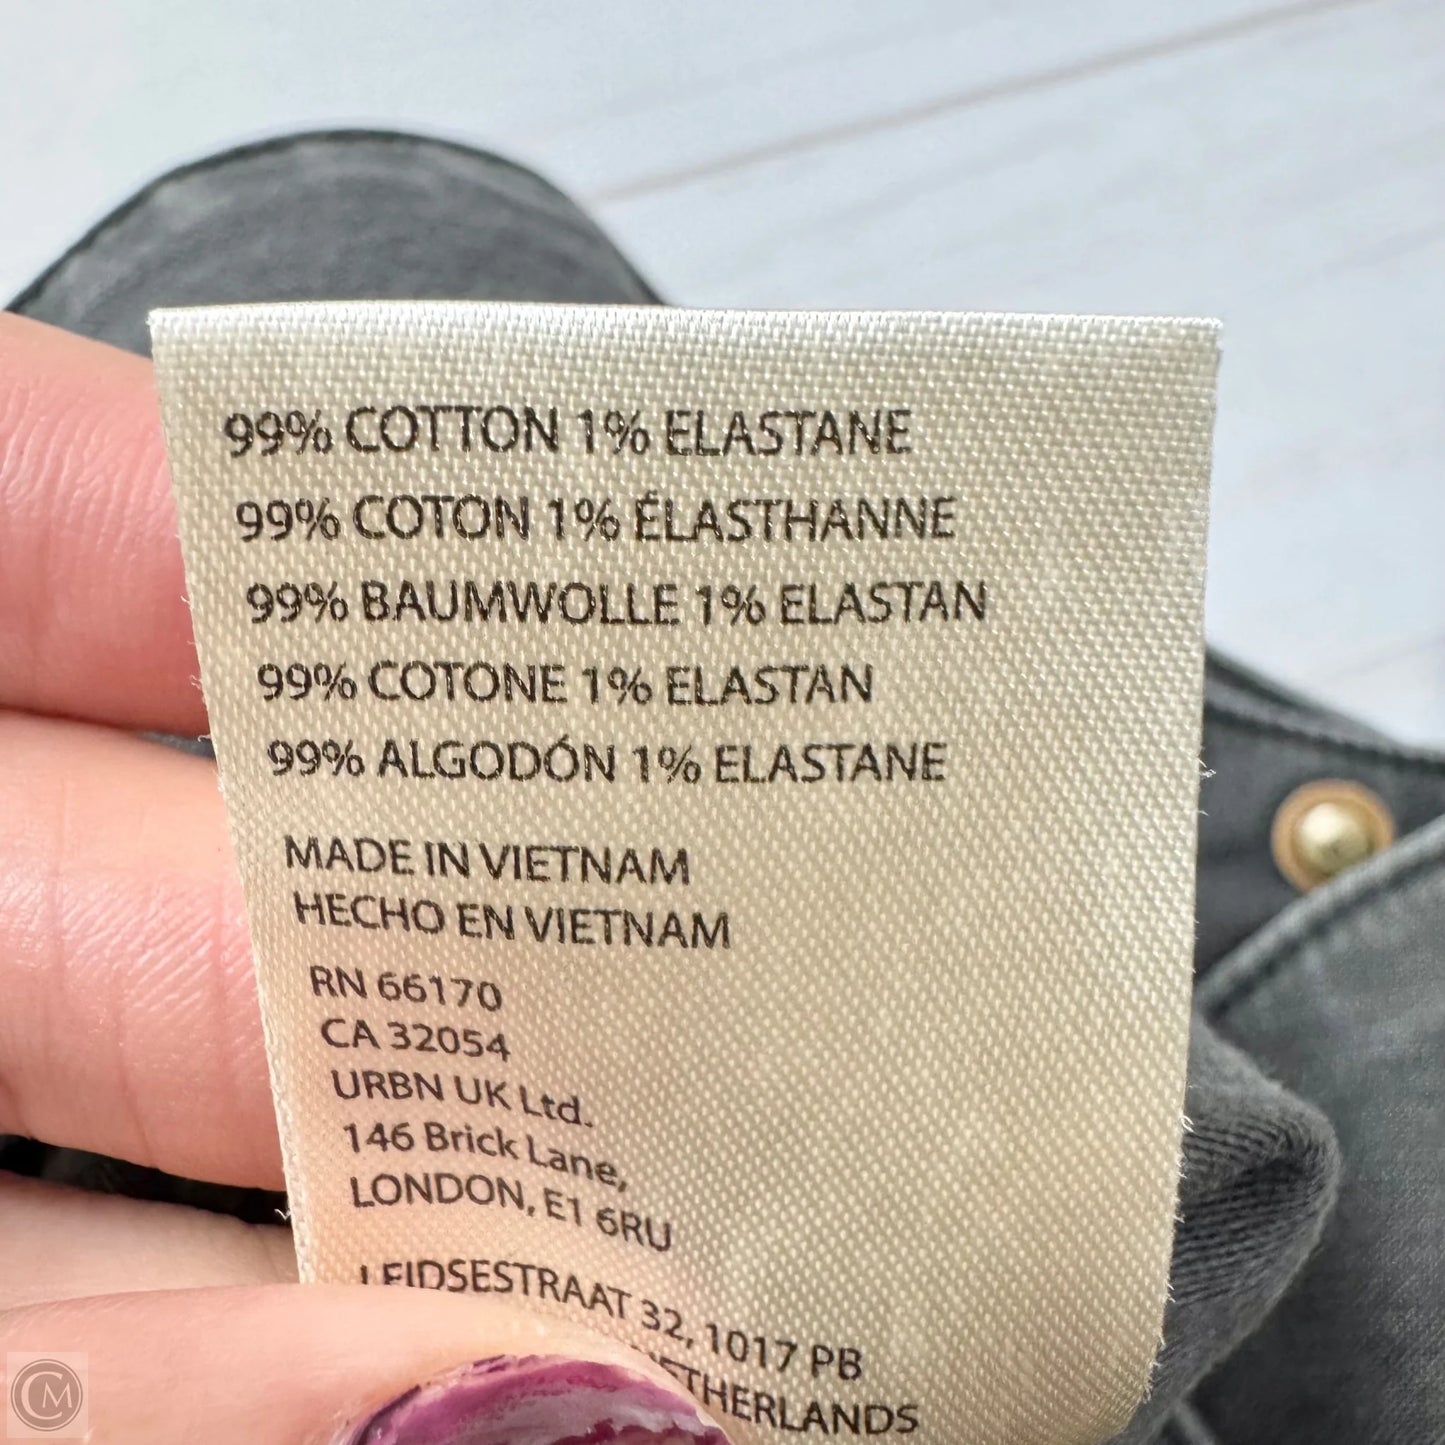 99% COTTON 1% ELASTANE
99% COTON 1% ÉLASTHANNE
99% BAUMWOLLE 1% ELASTAN
99% COTONE 1% ELASTAN
99% ALGODÓN 1% ELASTANE
MADE IN VIETNAM
HECHO EN VIETNAM
RN 66170
CA 32054
URBN UK Ltd.
146 Brick Lane,
LONDON, E1 6RU
LEIDSESTRAAT 32, 1017 PB
NETHERLANDS
CM